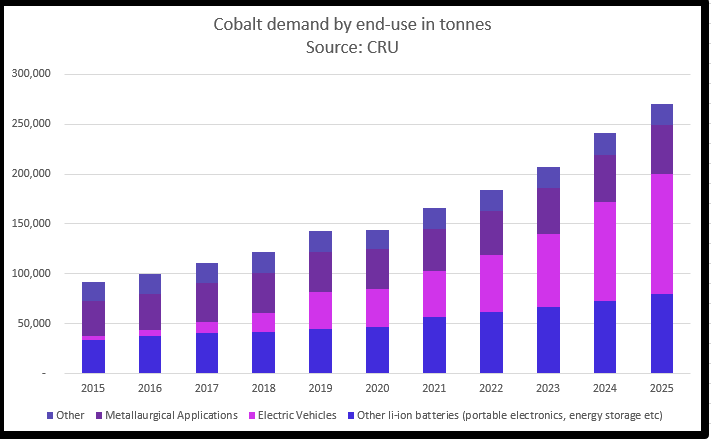 Cobalt demand by end-use in tonnes
Source: CRU
300,000
250,000
200,000
150,000
100,000
50,000
-
2015 2016 2017 2018 2019 2020 2021 2022 2023 2024 2025
Other Metallaurgical Applications Electric Vehicles Other li-ion batteries (portable electronics, energy storage etc)